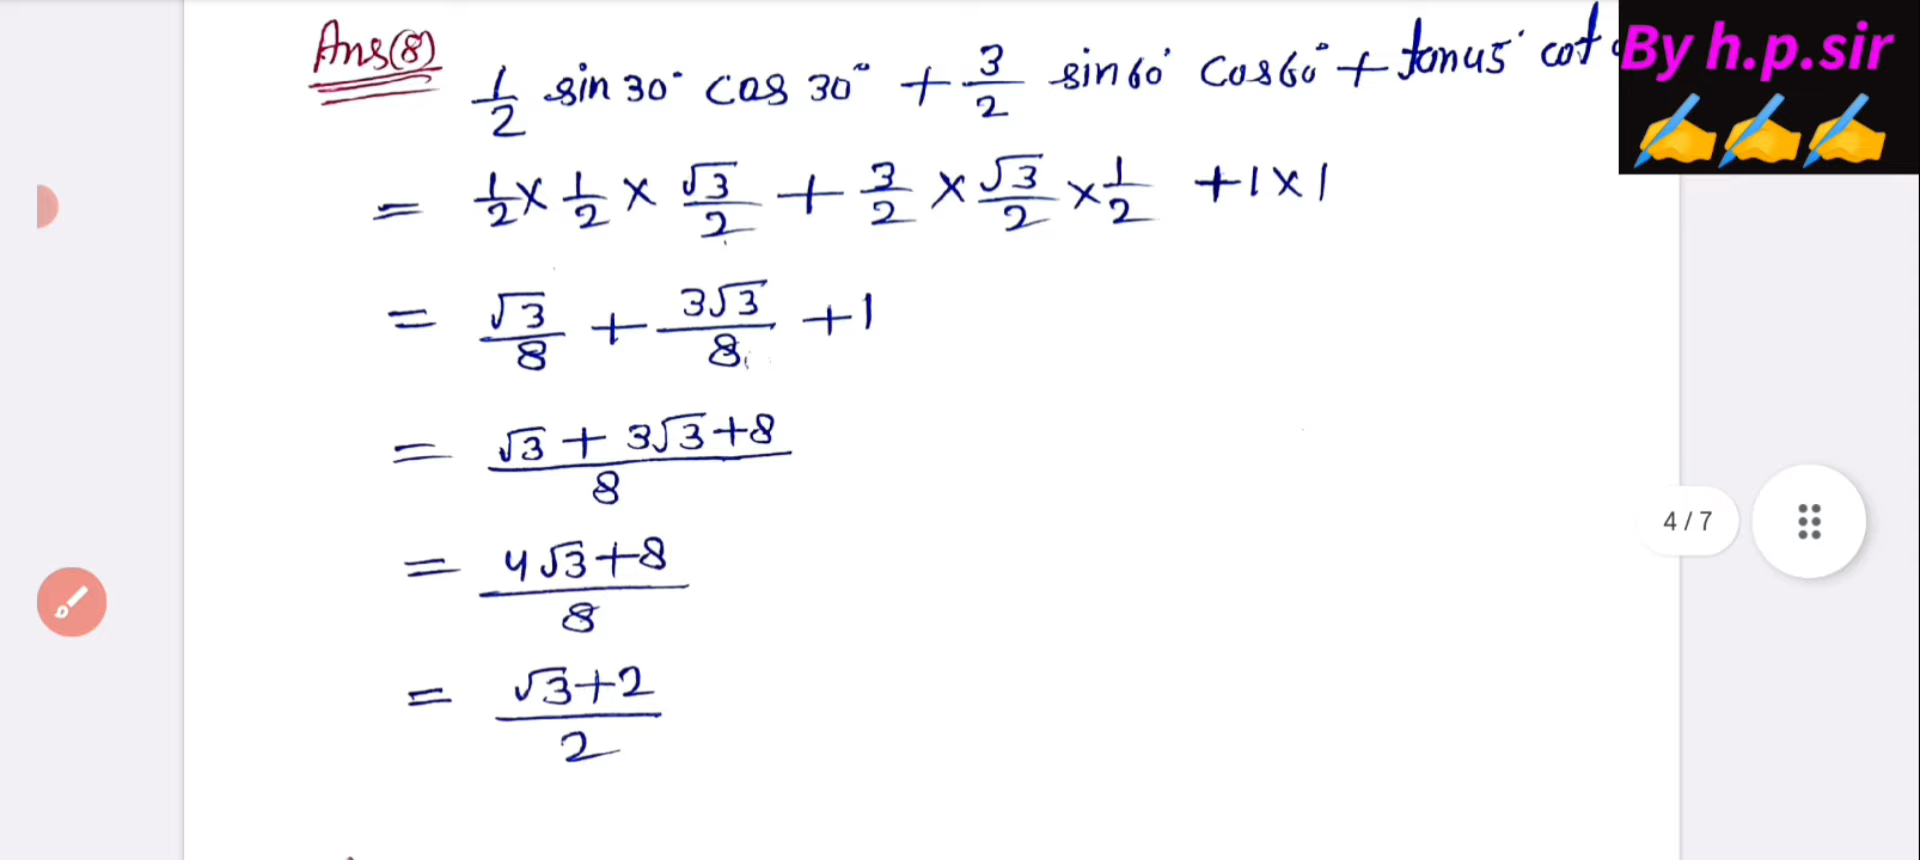 Ans(8)
1/2 sin 30° cos 30° + 3/2 sin 60° cos 60° + tan 45° cot
By h.p.sir
✍✍✍
= 1/2 × 1/2 × √3/2 + 3/2 × √3/2 × 1/2 + 1 × 1
= √3/8 + 3√3/8 + 1
= (√3 + 3√3 + 8)/8
= (4√3 + 8)/8
= (√3 + 2)/2
4 / 7